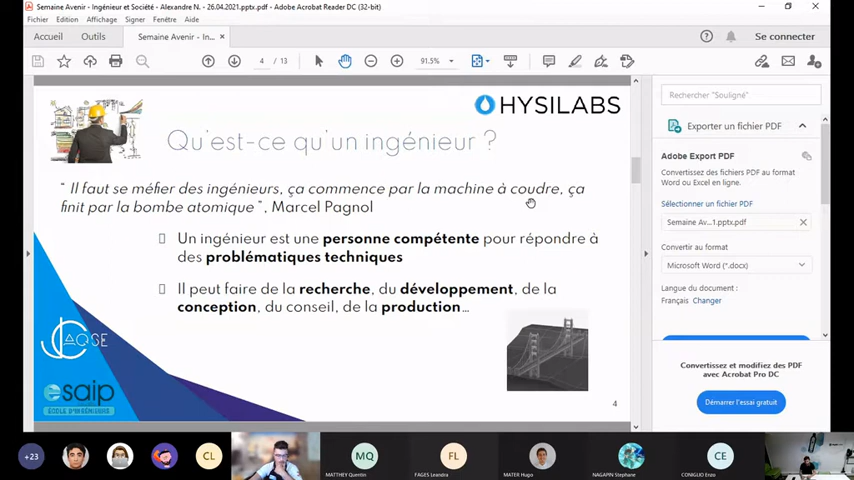 Semaine Avenir - Ingénieur et Société - Alexandre N. - 26.04.2021.pptx.pdf - Adobe Acrobat Reader DC (32-bit)
Fichier Edition Affichage Signer Fenêtre Aide
Accueil Outils Semaine Avenir - In... × Se connecter
4 / 13 91.5%
HYSILABS
Qu'est-ce qu'un ingénieur ?
“ Il faut se méfier des ingénieurs, ça commence par la machine à coudre, ça
finit par la bombe atomique ”, Marcel Pagnol
Un ingénieur est une personne compétente pour répondre à
des problématiques techniques
Il peut faire de la recherche, du développement, de la
conception, du conseil, de la production...
esaip
ÉCOLE D'INGÉNIEURS
4
Rechercher "Souligné"
Exporter un fichier PDF
Adobe Export PDF
Convertissez des fichiers PDF au format
Word ou Excel en ligne.
Sélectionner un fichier PDF
Semaine Av...1.pptx.pdf
Convertir au format
Microsoft Word (*.docx)
Langue du document :
Français Changer
Convertissez et modifiez des PDF
avec Acrobat Pro DC
Démarrer l'essai gratuit
+23 CL MQ FL CE
MATTHEY Quentin FAGES Leandra MATER Hugo NAGAPIN Stephane CONIGLIO Enzo